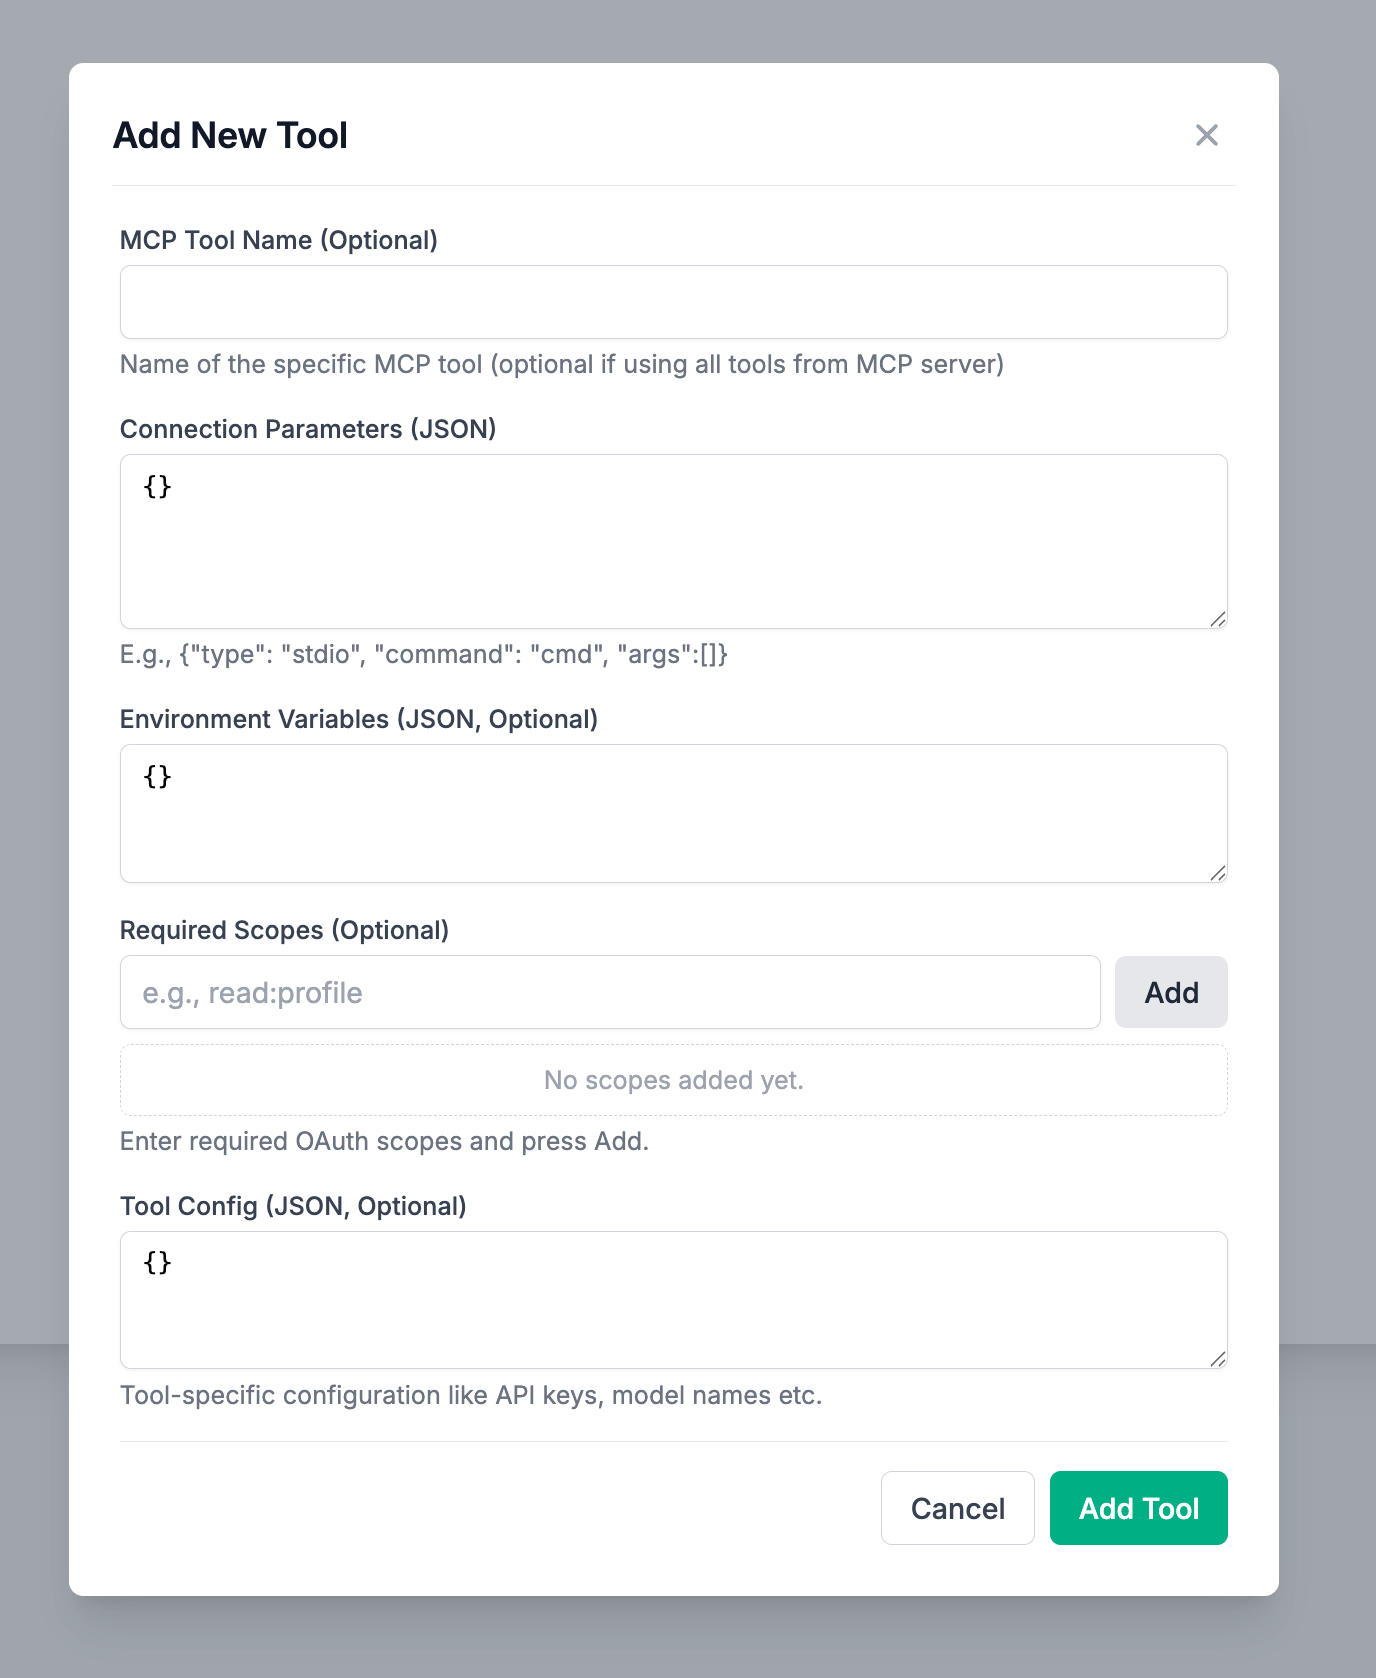 Add New Tool
MCP Tool Name (Optional)
Name of the specific MCP tool (optional if using all tools from MCP server)
Connection Parameters (JSON)
{}
E.g., {"type": "stdio", "command": "cmd", "args":[]}
Environment Variables (JSON, Optional)
{}
Required Scopes (Optional)
e.g., read:profile
Add
No scopes added yet.
Enter required OAuth scopes and press Add.
Tool Config (JSON, Optional)
{}
Tool-specific configuration like API keys, model names etc.
Cancel
Add Tool